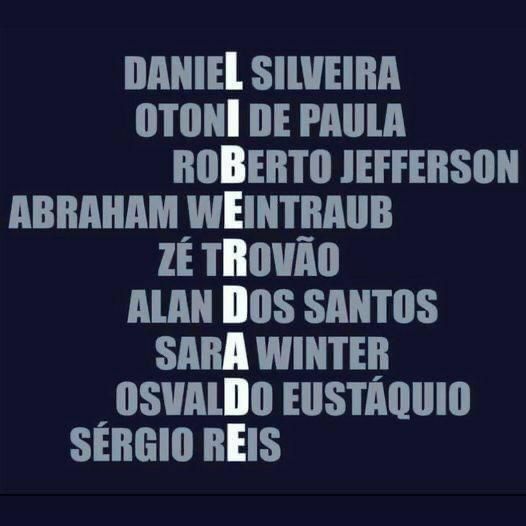 DANIEL SILVEIRA
OTONI DE PAULA
ROBERTO JEFFERSON
ABRAHAM WEINTRAUB
ZÉ TROVÃO
ALAN DOS SANTOS
SARA WINTER
OSVALDO EUSTÁQUIO
SÉRGIO REIS